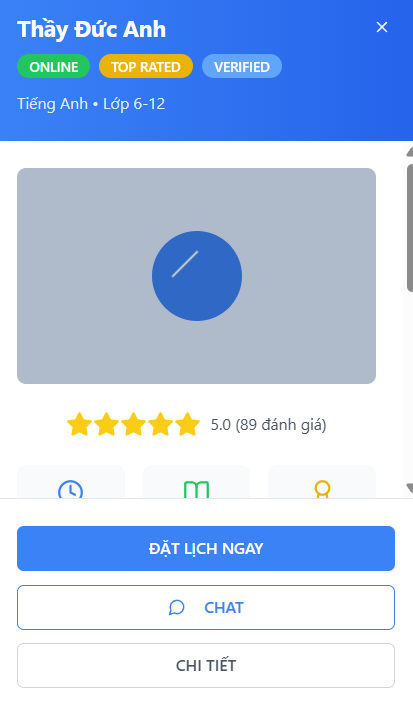 Thầy Đức Anh
ONLINE TOP RATED VERIFIED
Tiếng Anh • Lớp 6-12
5.0 (89 đánh giá)
ĐẶT LỊCH NGAY
CHAT
CHI TIẾT